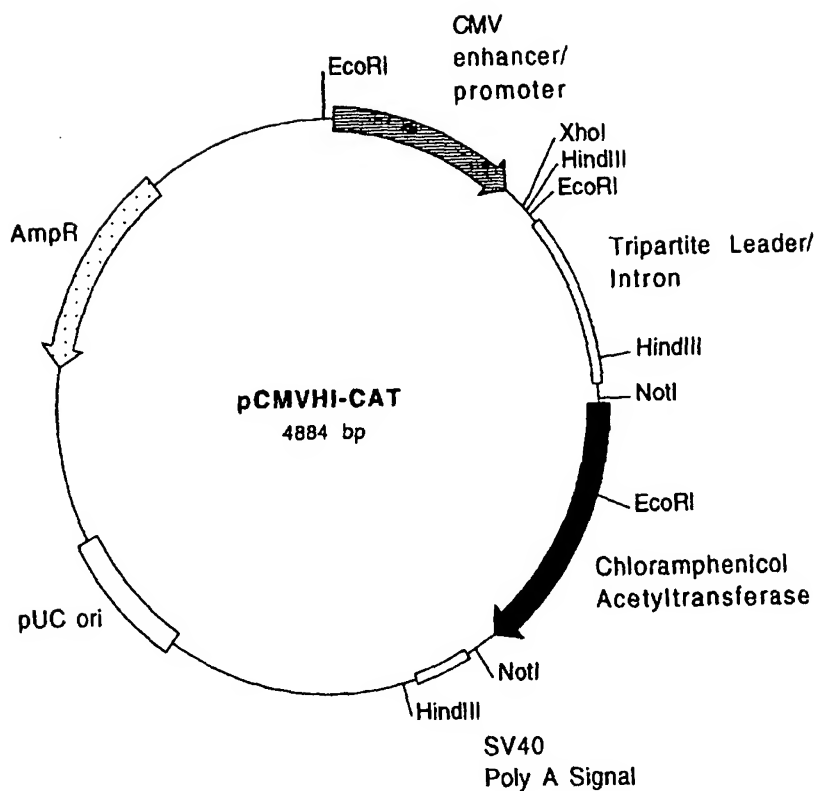 CMV
enhancer/
promoter
EcoRI
XhoI
HindIII
EcoRI
Tripartite Leader/
Intron
HindIII
NotI
EcoRI
Chloramphenicol
Acetyltransferase
NotI
HindIII
SV40
Poly A Signal
pUC ori
AmpR
pCMVHI-CAT
4884 bp